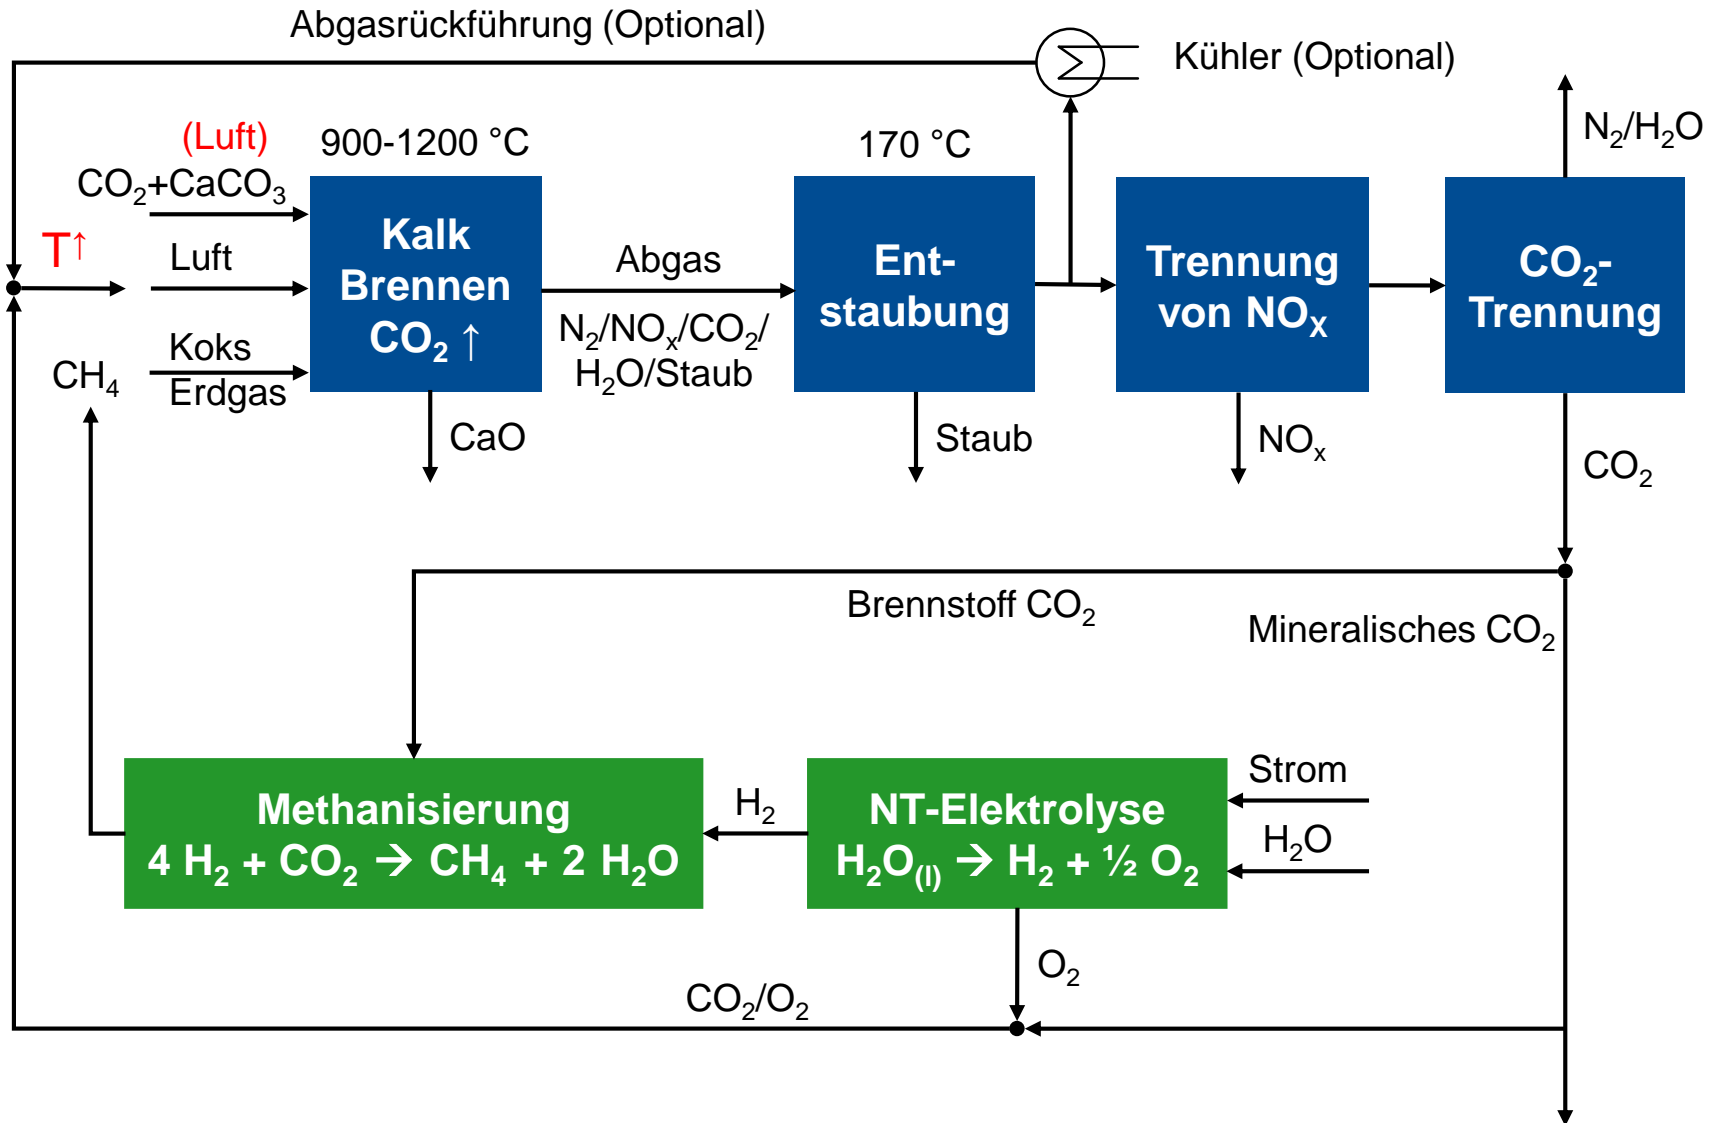 Abgasrückführung (Optional)
Kühler (Optional)
(Luft)
900-1200 °C
170 °C
N₂/H₂O
CO₂+CaCO₃
T↑
Luft
Koks
Erdgas
CH₄
Kalk
Brennen
CO₂ ↑
Abgas
N₂/NOₓ/CO₂/
H₂O/Staub
Ent-
staubung
Trennung
von NOₓ
CO₂-
Trennung
CaO
Staub
NOₓ
CO₂
Brennstoff CO₂
Mineralisches CO₂
Methanisierung
4 H₂ + CO₂ → CH₄ + 2 H₂O
H₂
NT-Elektrolyse
H₂O₍ₗ₎ → H₂ + ½ O₂
Strom
H₂O
O₂
CO₂/O₂